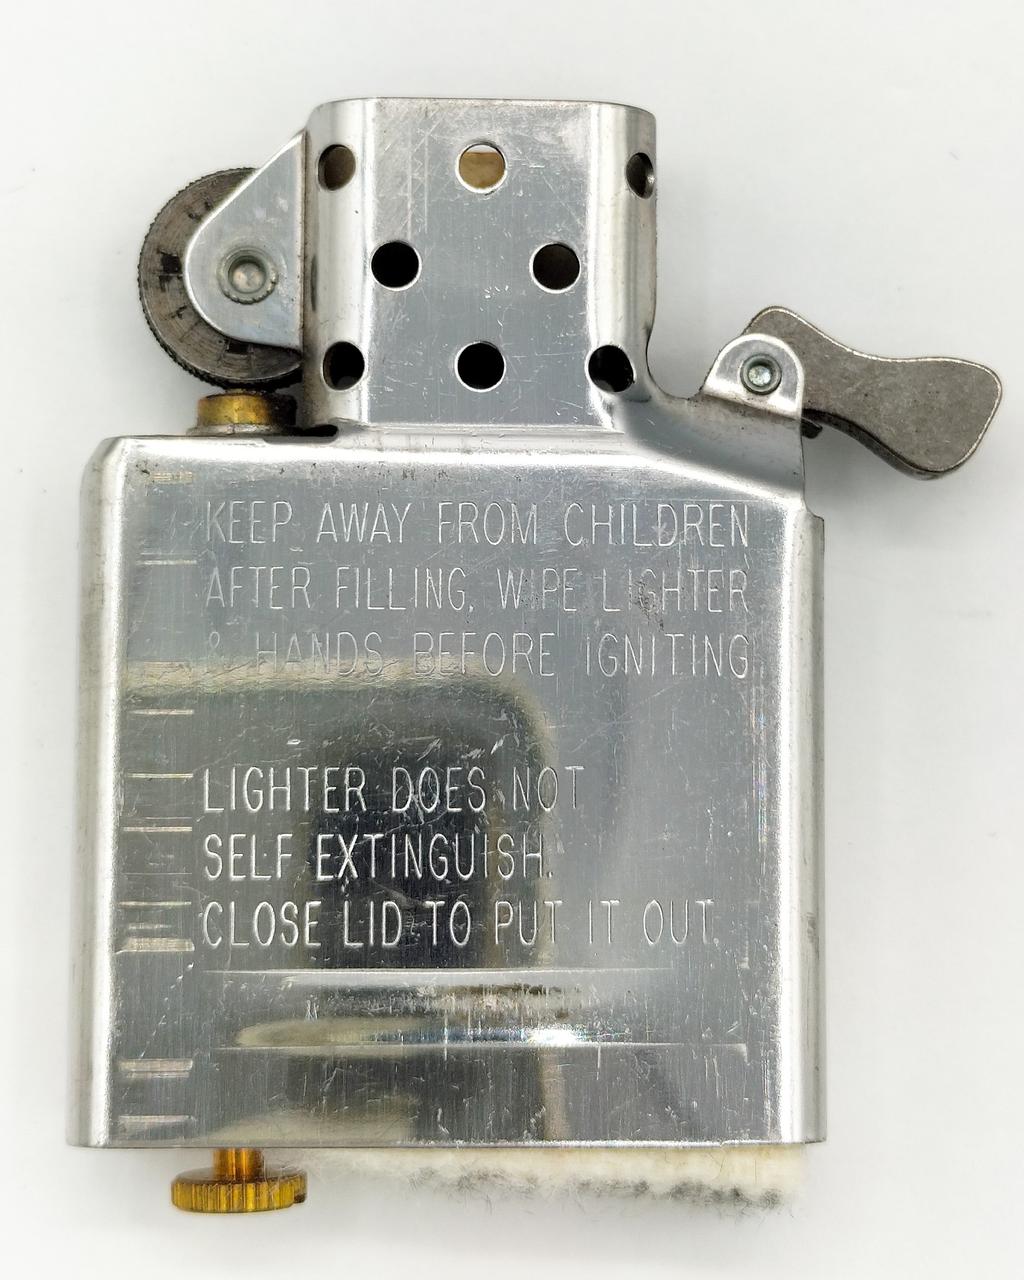 KEEP AWAY FROM CHILDREN
AFTER FILLING, WIPE LIGHTER
& HANDS BEFORE IGNITING
LIGHTER DOES NOT
SELF EXTINGUISH.
CLOSE LID TO PUT IT OUT.